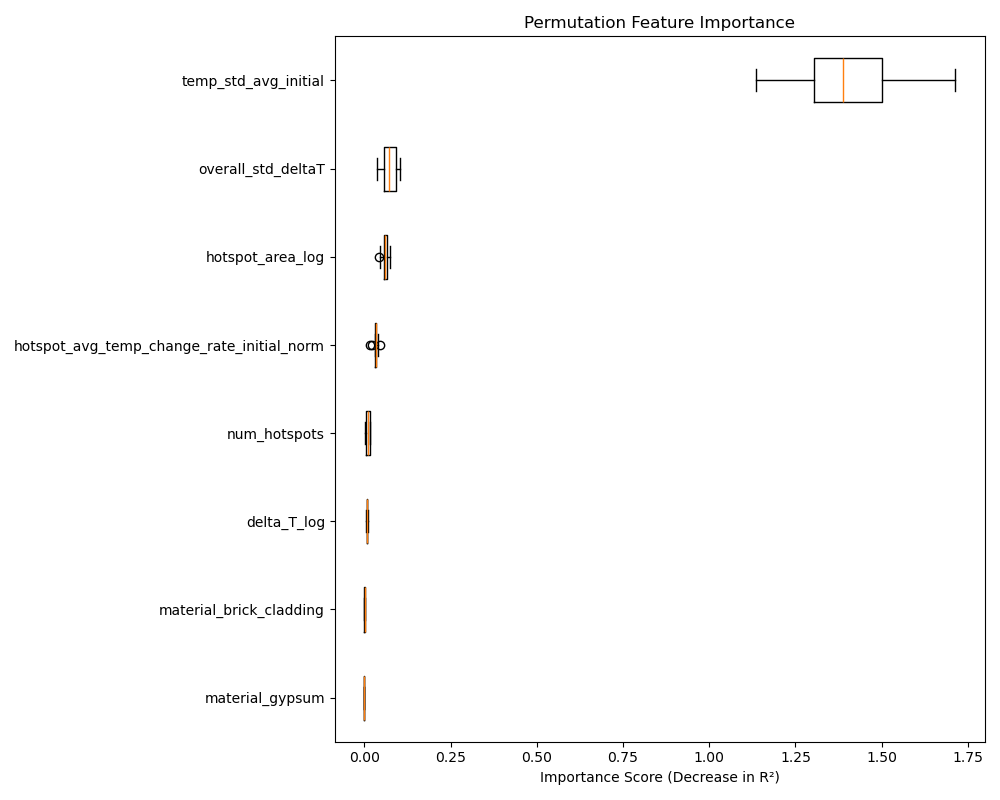 Permutation Feature Importance
temp_std_avg_initial
overall_std_deltaT
hotspot_area_log
hotspot_avg_temp_change_rate_initial_norm
num_hotspots
delta_T_log
material_brick_cladding
material_gypsum
0.00 0.25 0.50 0.75 1.00 1.25 1.50 1.75
Importance Score (Decrease in R²)